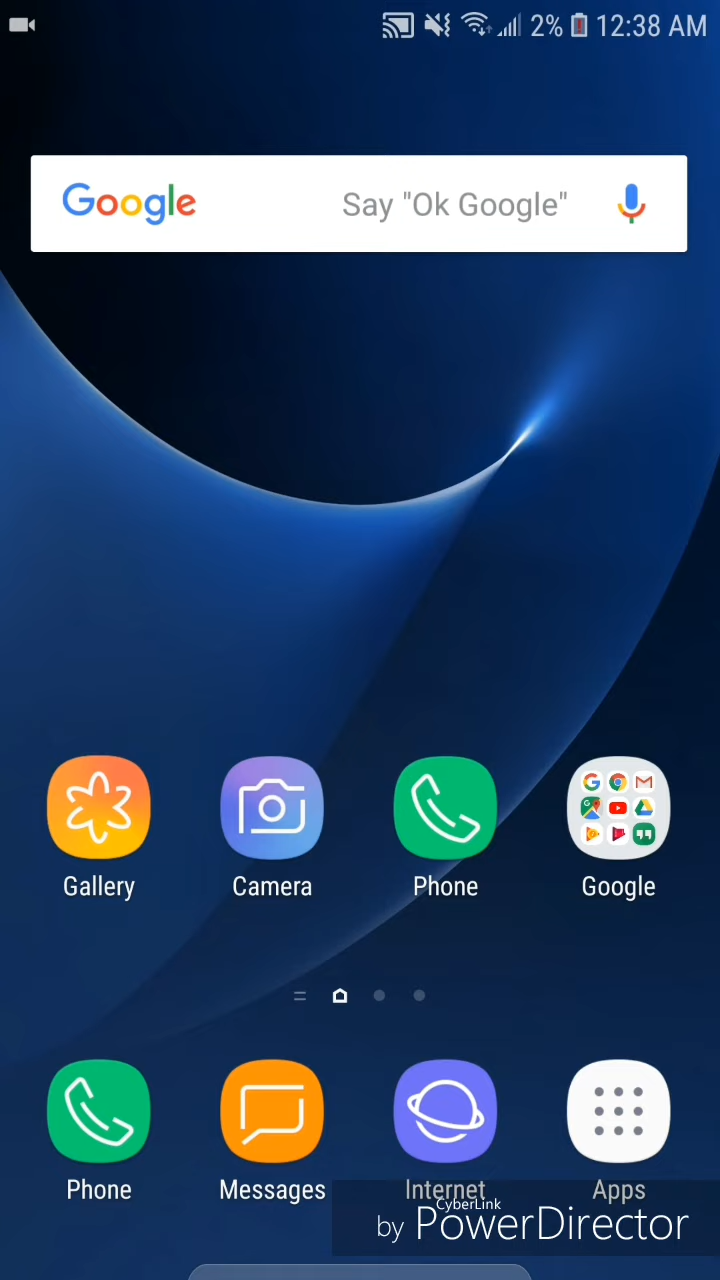 2% 12:38 AM
Google Say "Ok Google"
Gallery Camera Phone Google
Phone Messages Internet Apps
CyberLink
by PowerDirector